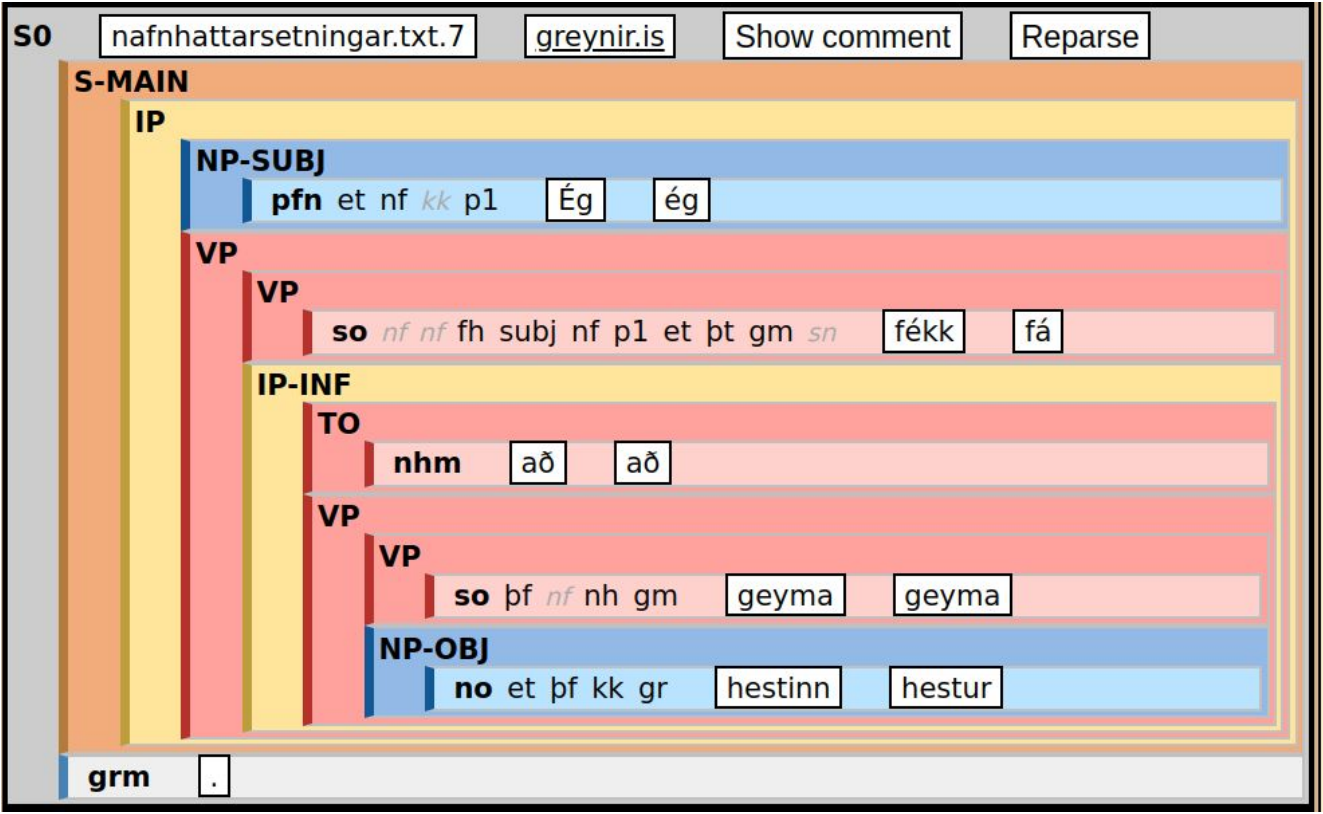 S0 nafnhattarsetningar.txt.7 greynir.is Show comment Reparse
S-MAIN
IP
NP-SUBJ
pfn et nf kk p1 Ég ég
VP
VP
so nf nf fh subj nf p1 et þt gm sn fékk fá
IP-INF
TO
nhm að að
VP
VP
so þf nf nh gm geyma geyma
NP-OBJ
no et þf kk gr hestinn hestur
grm .